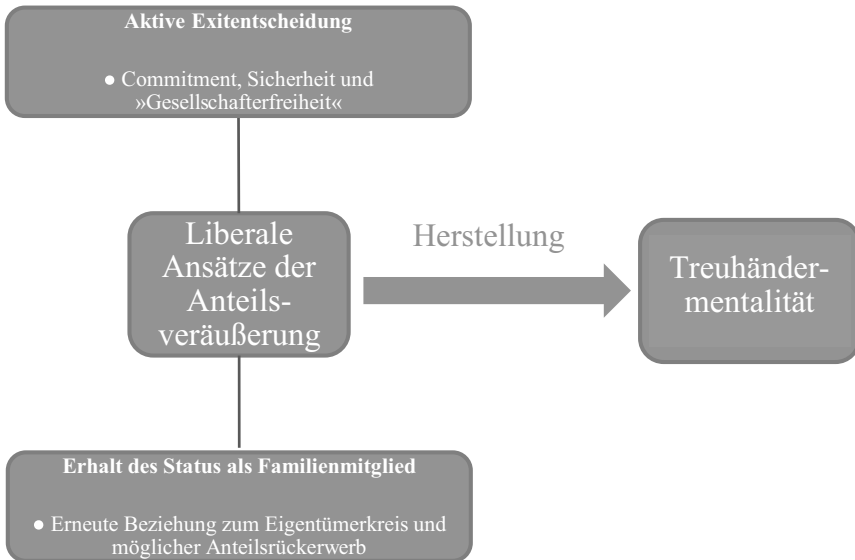 Aktive Exitentscheidung
● Commitment, Sicherheit und
»Gesellschafterfreiheit«
Liberale
Ansätze der
Anteils-
veräußerung
Herstellung
Treuhänder-
mentalität
Erhalt des Status als Familienmitglied
● Erneute Beziehung zum Eigentümerkreis und
möglicher Anteilsrückerwerb